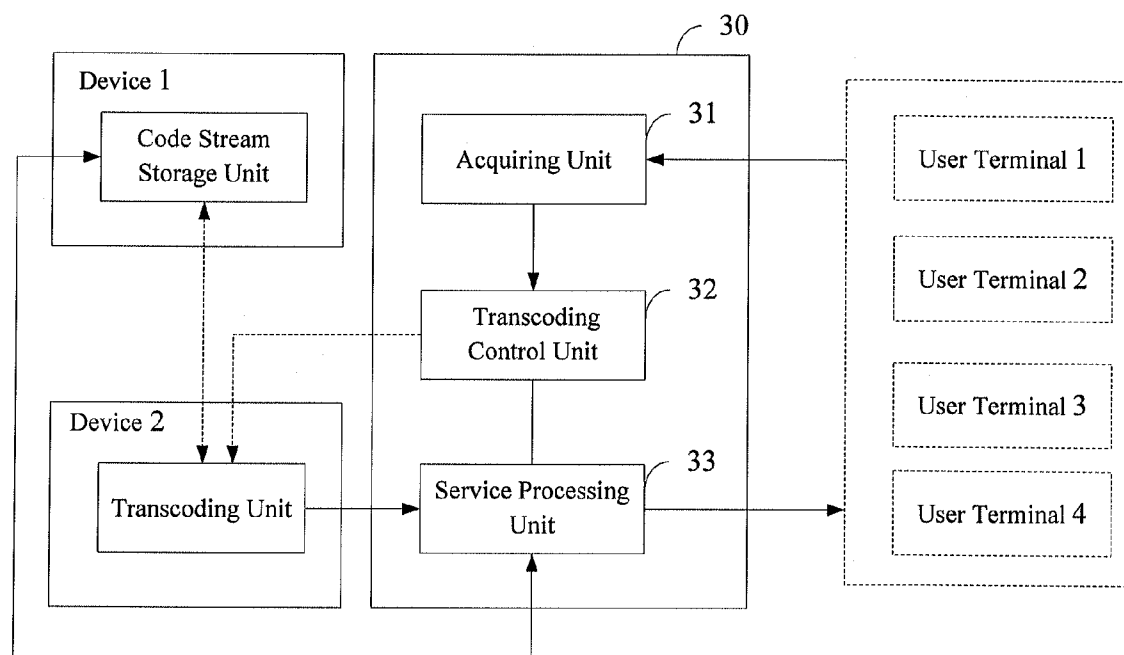 30
Device 1
Code Stream
Storage Unit
31
Acquiring Unit
User Terminal 1
32
Transcoding
Control Unit
User Terminal 2
User Terminal 3
Device 2
Transcoding Unit
33
Service Processing
Unit
User Terminal 4